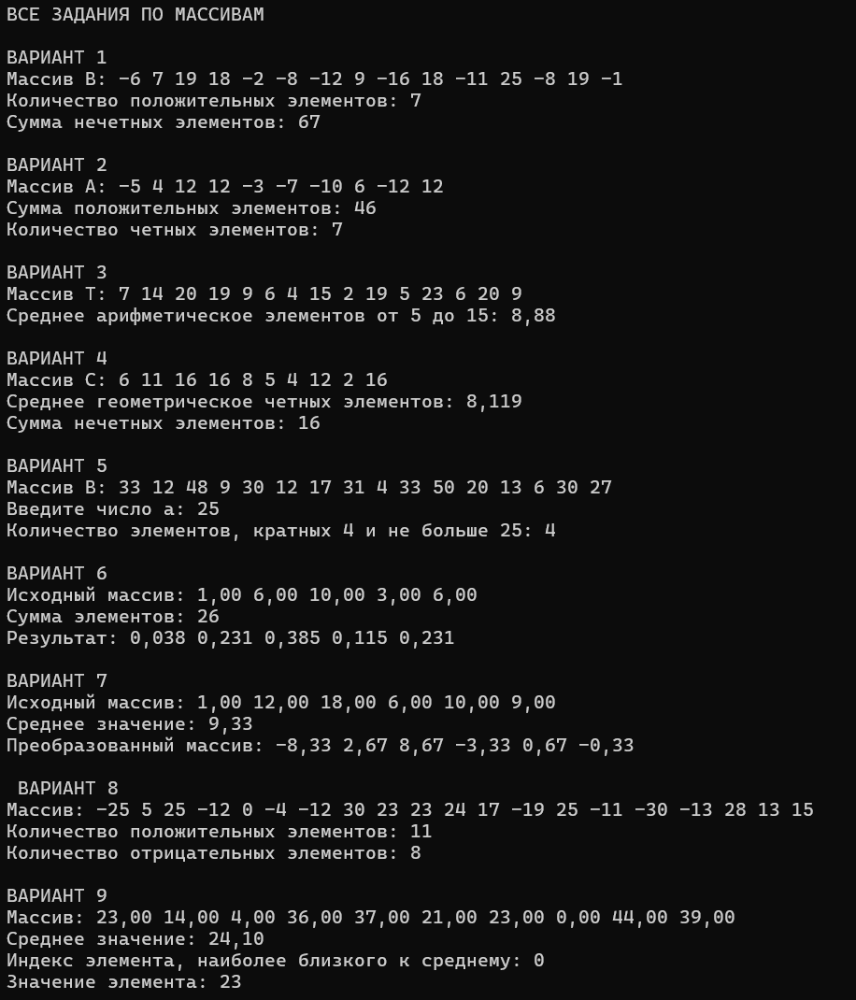 ВСЕ ЗАДАНИЯ ПО МАССИВАМ
ВАРИАНТ 1
Массив B: -6 7 19 18 -2 -8 -12 9 -16 18 -11 25 -8 19 -1
Количество положительных элементов: 7
Сумма нечетных элементов: 67
ВАРИАНТ 2
Массив A: -5 4 12 12 -3 -7 -10 6 -12 12
Сумма положительных элементов: 46
Количество четных элементов: 7
ВАРИАНТ 3
Массив T: 7 14 20 19 9 6 4 15 2 19 5 23 6 20 9
Среднее арифметическое элементов от 5 до 15: 8,88
ВАРИАНТ 4
Массив C: 6 11 16 16 8 5 4 12 2 16
Среднее геометрическое четных элементов: 8,119
Сумма нечетных элементов: 16
ВАРИАНТ 5
Массив B: 33 12 48 9 30 12 17 31 4 33 50 20 13 6 30 27
Введите число a: 25
Количество элементов, кратных 4 и не больше 25: 4
ВАРИАНТ 6
Исходный массив: 1,00 6,00 10,00 3,00 6,00
Сумма элементов: 26
Результат: 0,038 0,231 0,385 0,115 0,231
ВАРИАНТ 7
Исходный массив: 1,00 12,00 18,00 6,00 10,00 9,00
Среднее значение: 9,33
Преобразованный массив: -8,33 2,67 8,67 -3,33 0,67 -0,33
ВАРИАНТ 8
Массив: -25 5 25 -12 0 -4 -12 30 23 23 24 17 -19 25 -11 -30 -13 28 13 15
Количество положительных элементов: 11
Количество отрицательных элементов: 8
ВАРИАНТ 9
Массив: 23,00 14,00 4,00 36,00 37,00 21,00 23,00 0,00 44,00 39,00
Среднее значение: 24,10
Индекс элемента, наиболее близкого к среднему: 0
Значение элемента: 23